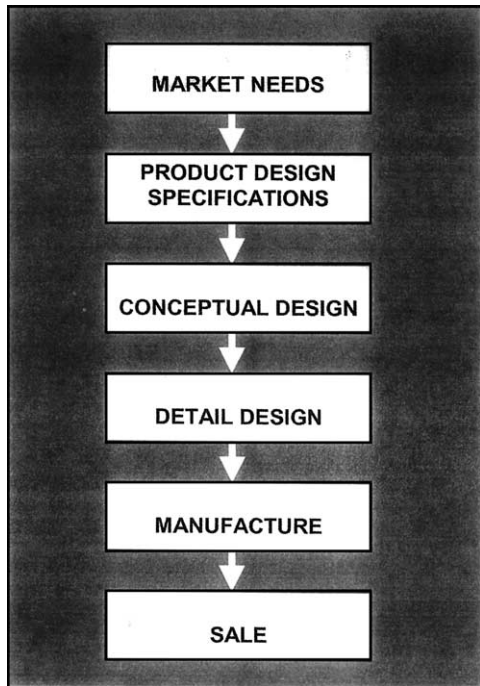 MARKET NEEDS
PRODUCT DESIGN
SPECIFICATIONS
CONCEPTUAL DESIGN
DETAIL DESIGN
MANUFACTURE
SALE